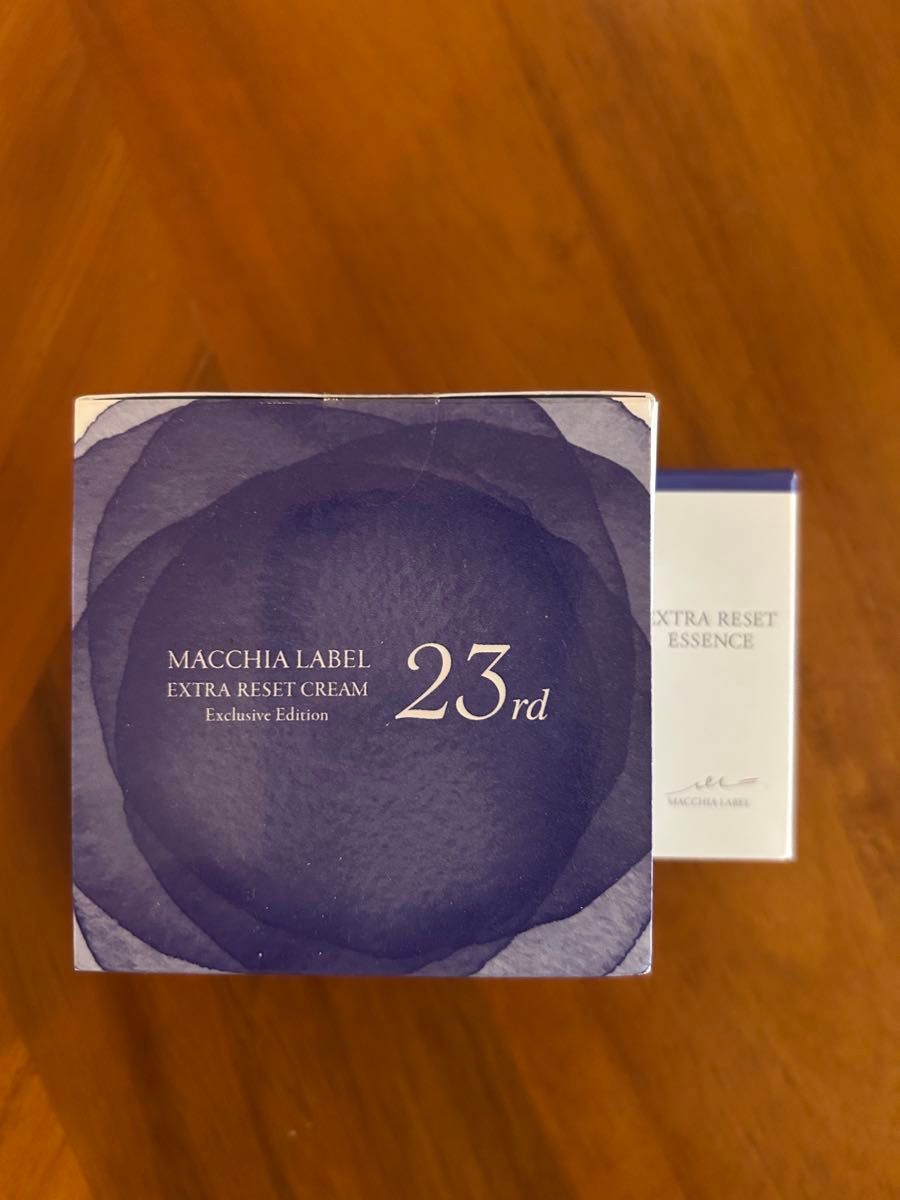 MACCHIA LABEL
EXTRA RESET CREAM
Exclusive Edition
23rd
EXTRA RESET
ESSENCE
MACCHIA LABEL